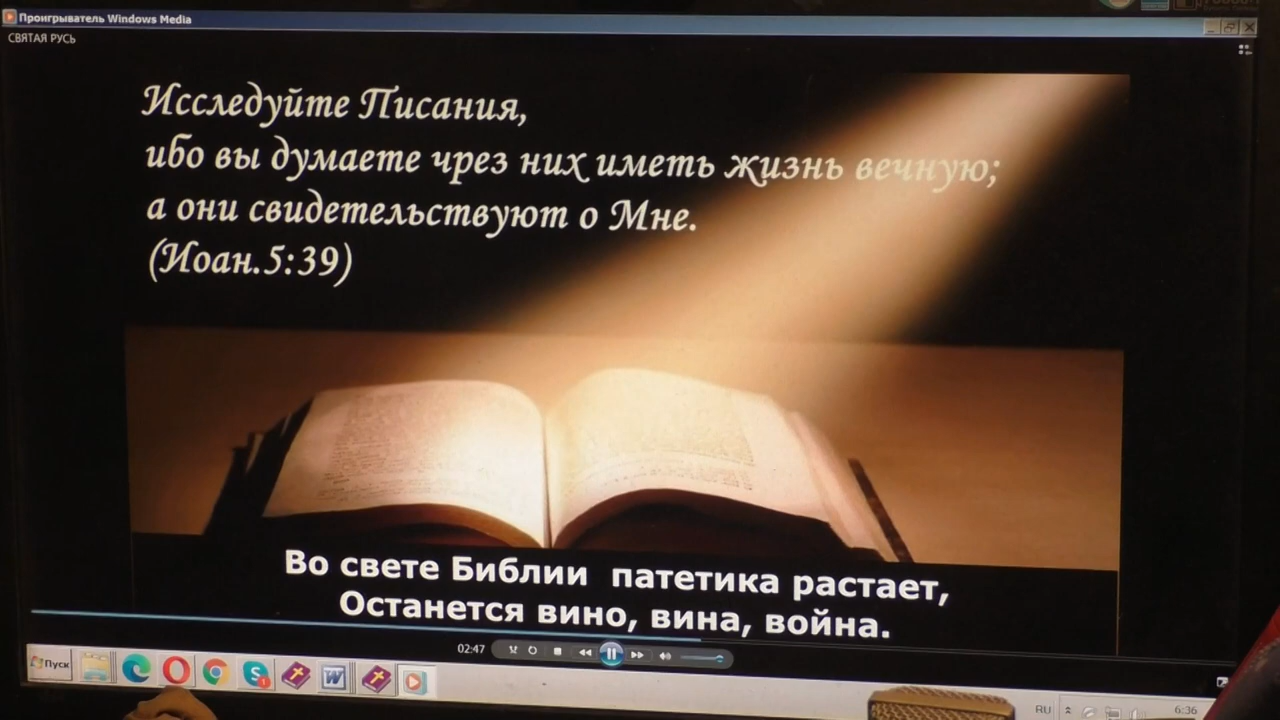 Проигрыватель Windows Media
СВЯТАЯ РУСЬ
Исследуйте Писания,
ибо вы думаете чрез них иметь жизнь вечную;
а они свидетельствуют о Мне.
(Иоан.5:39)
Во свете Библии патетика растает,
Останется вино, вина, война.
02:47
Пуск
RU
6:36